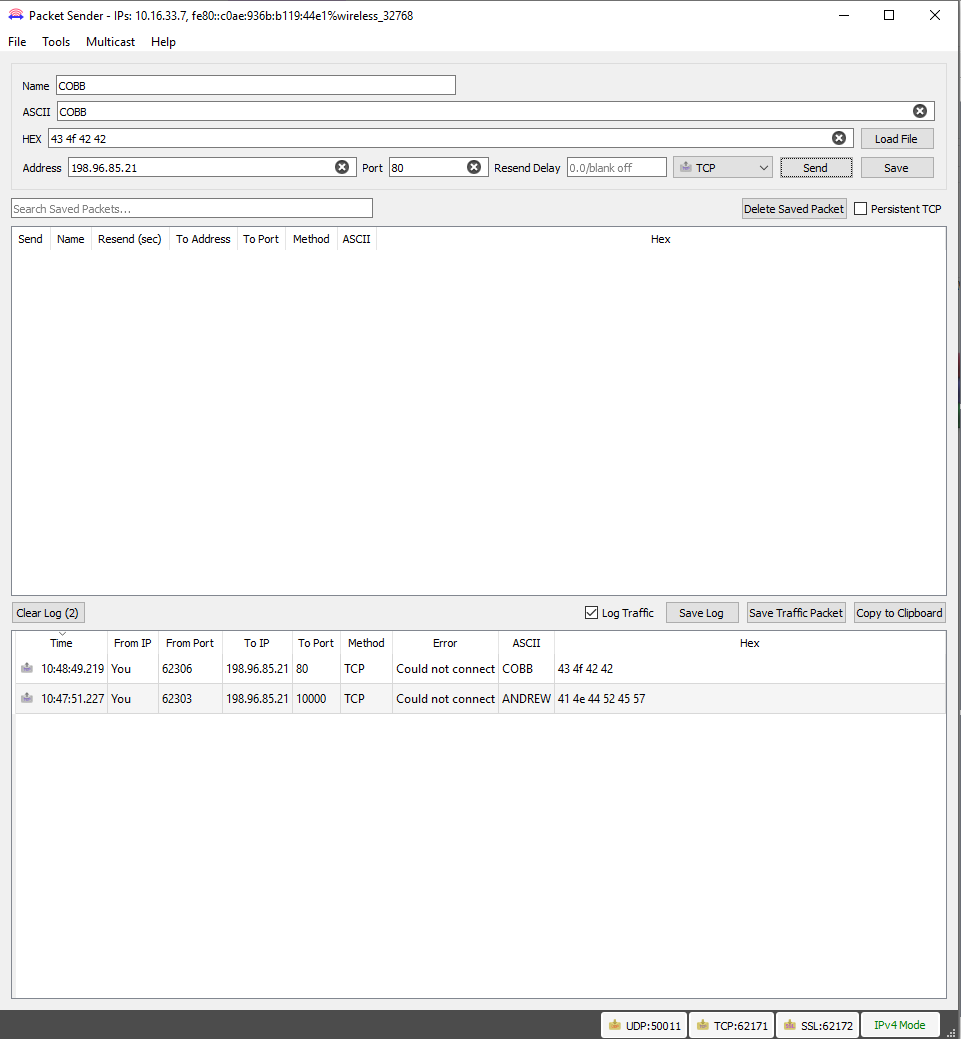 Packet Sender - IPs: 10.16.33.7, fe80::c0ae:936b:b119:44e1%wireless_32768
File Tools Multicast Help
Name COBB
ASCII COBB
HEX 43 4f 42 42 Load File
Address 198.96.85.21 Port 80 Resend Delay 0.0/blank off TCP Send Save
Search Saved Packets... Delete Saved Packet Persistent TCP
Send Name Resend (sec) To Address To Port Method ASCII Hex
Clear Log (2) Log Traffic Save Log Save Traffic Packet Copy to Clipboard
Time From IP From Port To IP To Port Method Error ASCII Hex
10:48:49.219 You 62306 198.96.85.21 80 TCP Could not connect COBB 43 4f 42 42
10:47:51.227 You 62303 198.96.85.21 10000 TCP Could not connect ANDREW 41 4e 44 52 45 57
UDP:50011 TCP:62171 SSL:62172 IPv4 Mode